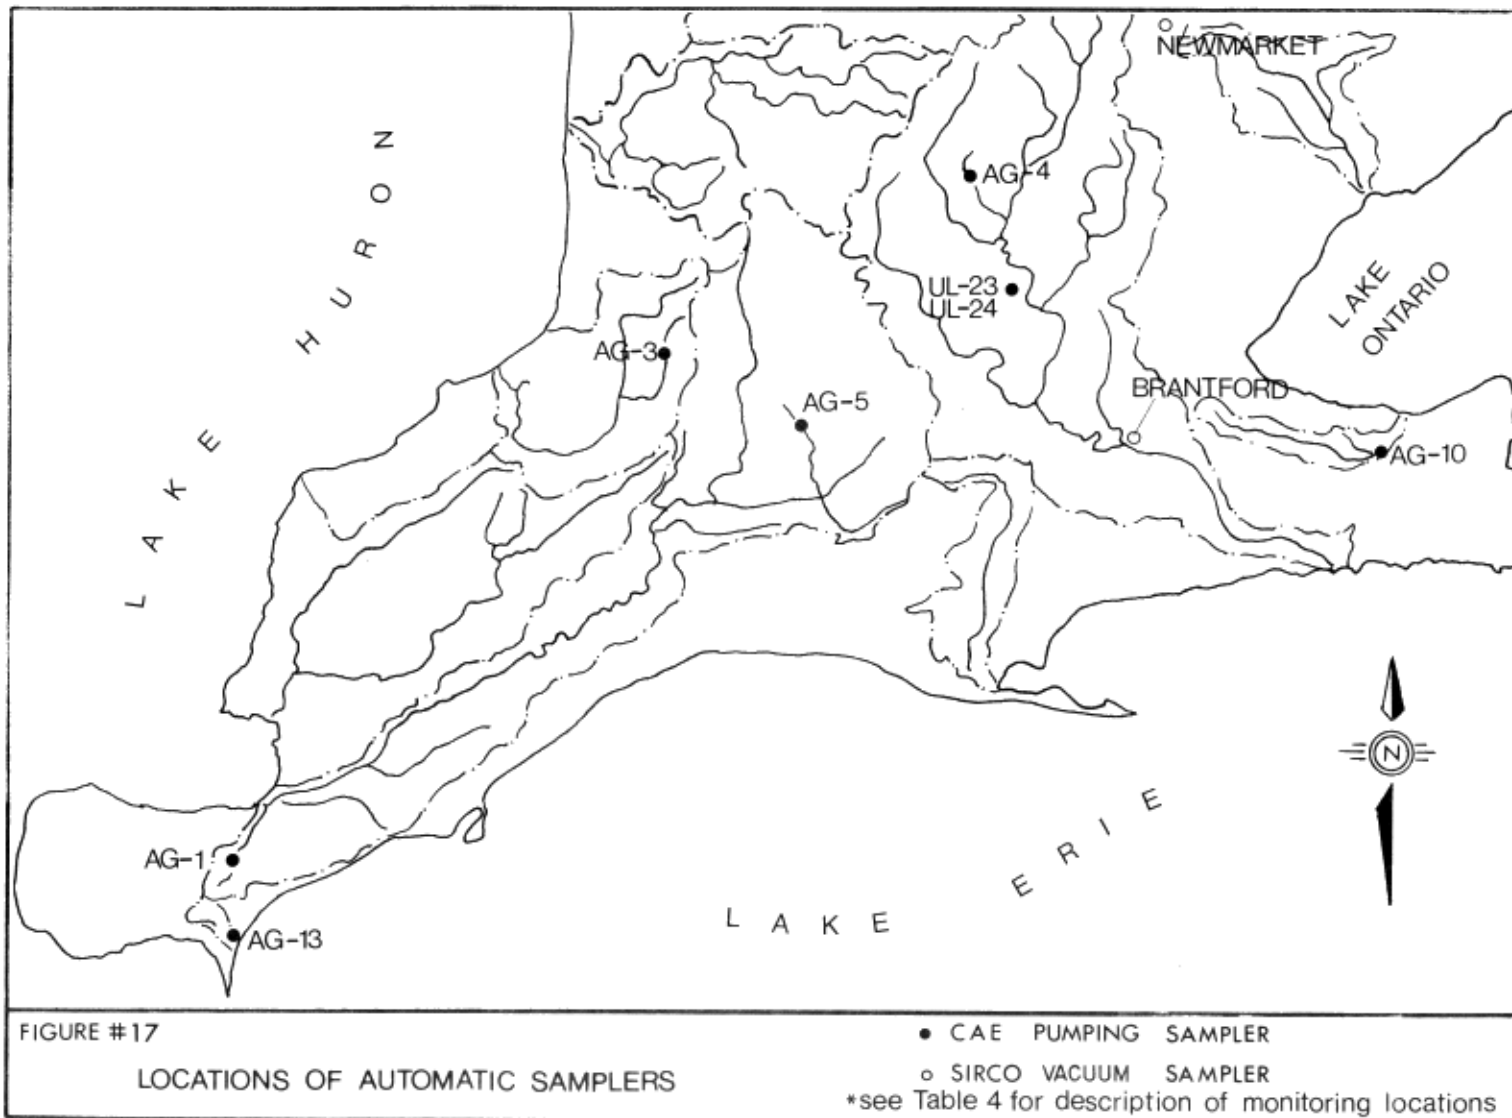 NEWMARKET
LAKE HURON
AG-4
UL-23
UL-24
LAKE
ONTARIO
AG-3
BRANTFORD
AG-5
AG-10
N
AG-1
LAKE ERIE
AG-13
FIGURE #17
LOCATIONS OF AUTOMATIC SAMPLERS
● CAE PUMPING SAMPLER
○ SIRCO VACUUM SAMPLER
*see Table 4 for description of monitoring locations